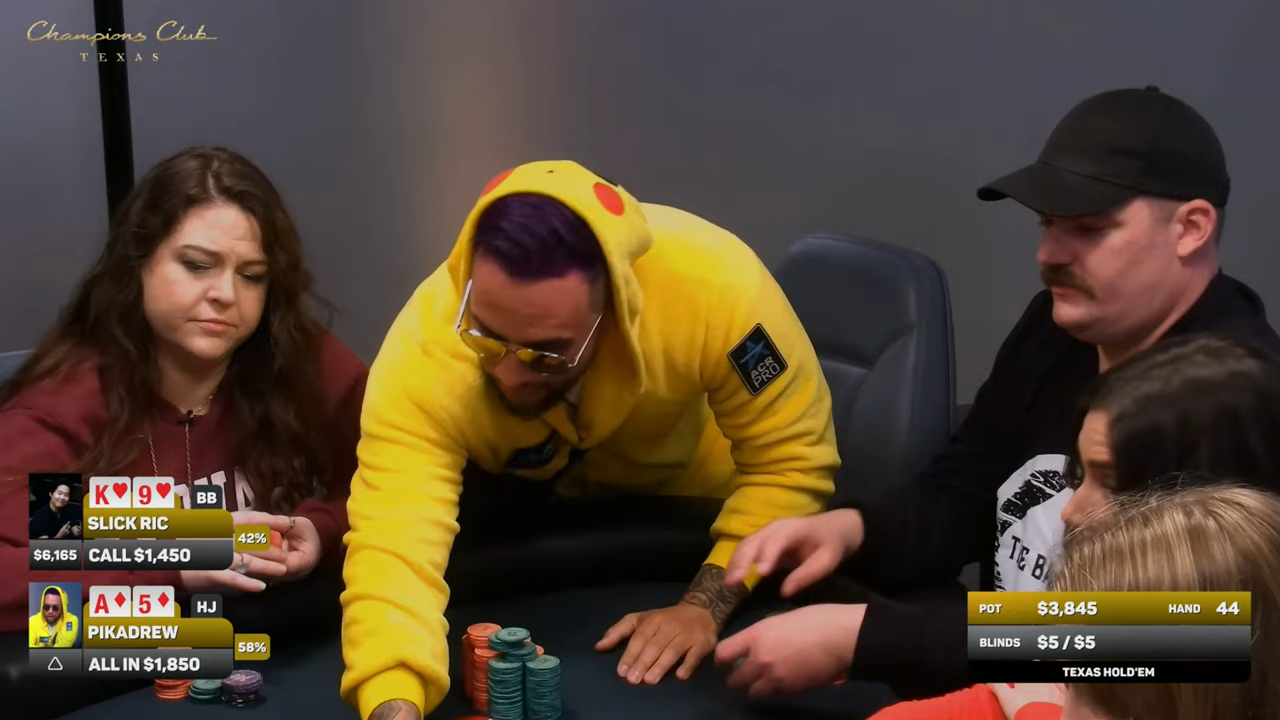 Champions Club
TEXAS
ACR
PRO
K 9 BB
SLICK RIC
42%
$6,165 CALL $1,450
A 5 HJ
PIKADREW
58%
ALL IN $1,850
POT $3,845 HAND 44
BLINDS $5 / $5
TEXAS HOLD'EM